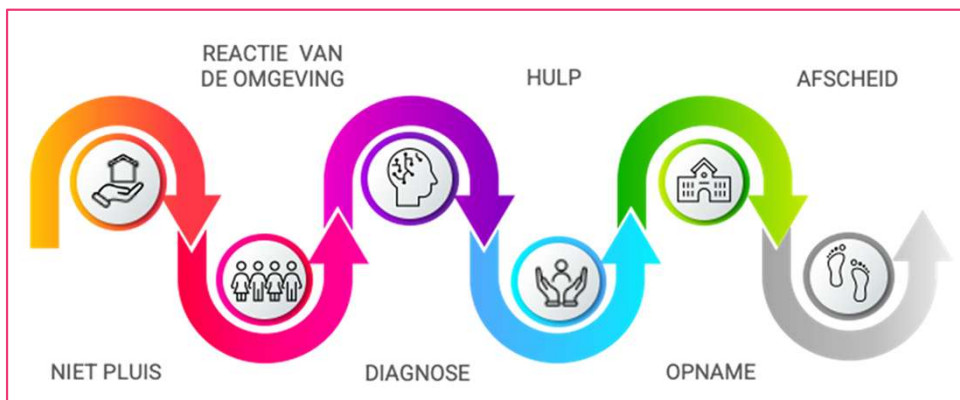 REACTIE VAN
DE OMGEVING
HULP
AFSCHEID
NIET PLUIS
DIAGNOSE
OPNAME